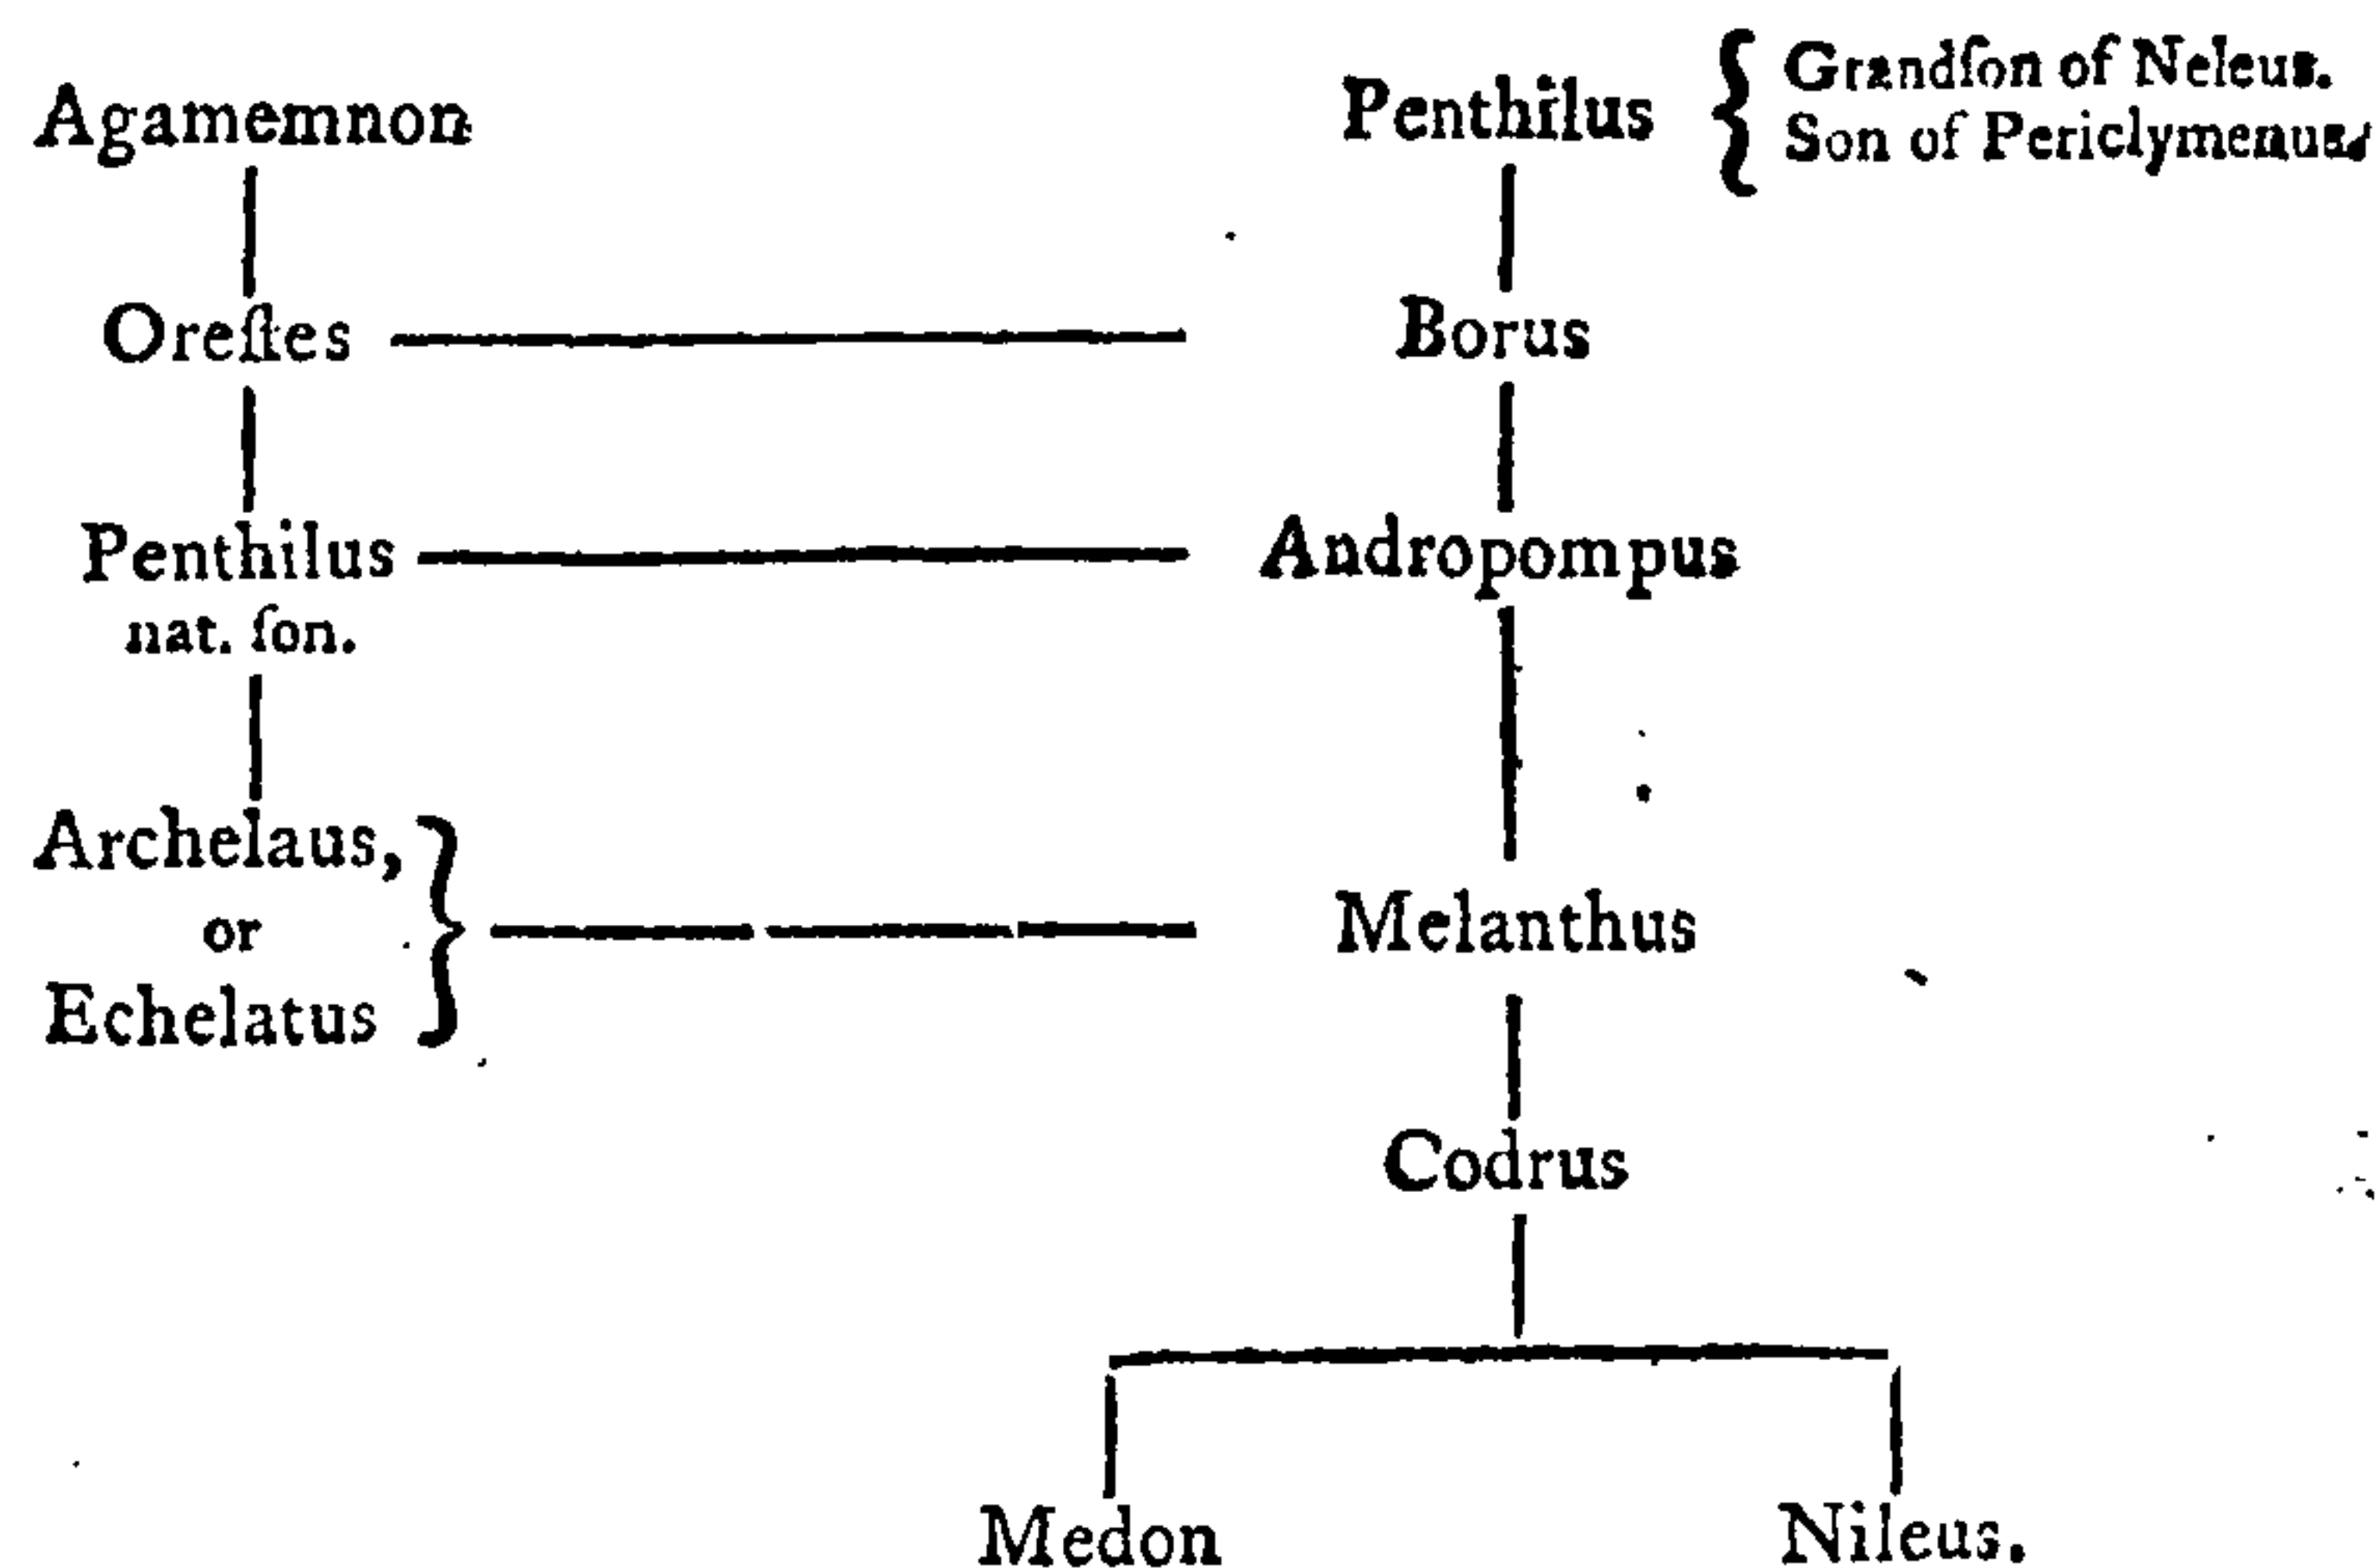 Agamemnon
Penthilus
Grandſon of Neleus.
Son of Periclymenus.
Oreſtes
Borus
Penthilus
Andropompus
nat. ſon.
Archelaus,
or
Echelatus
Melanthus
Codrus
Medon
Nileus.